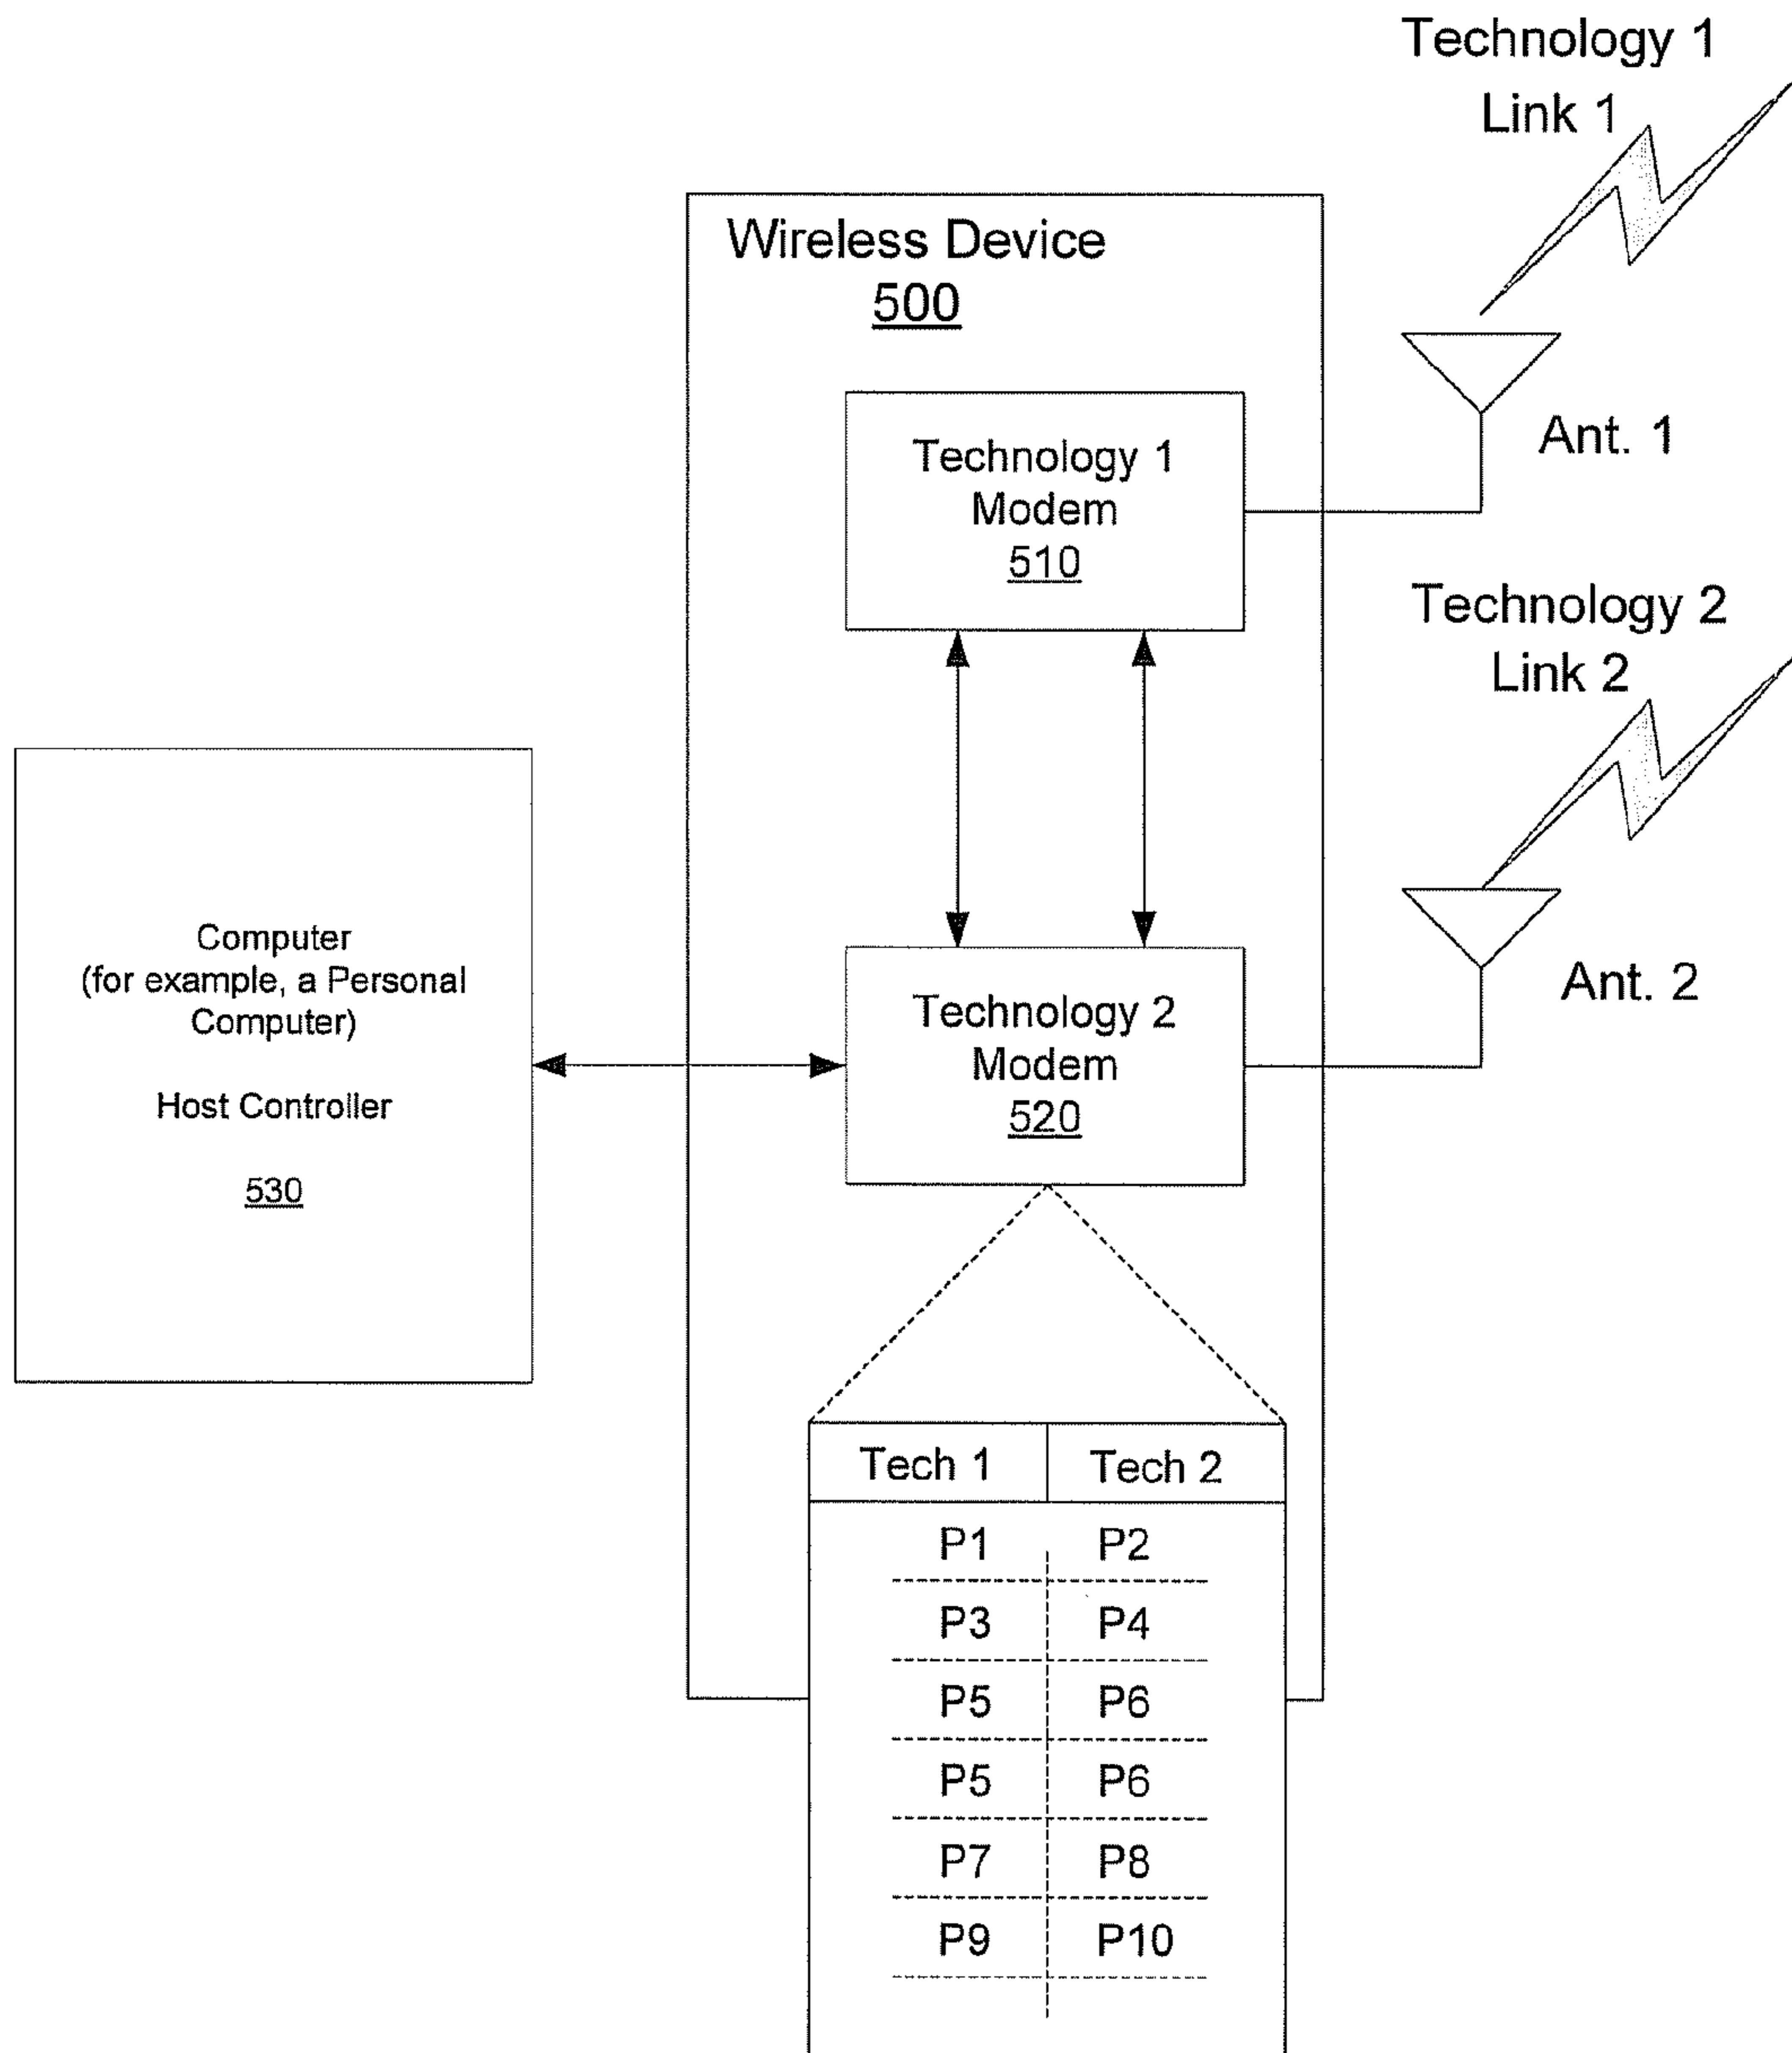 Technology 1
Link 1
Wireless Device
500
Ant. 1
Technology 1
Modem
510
Technology 2
Link 2
Ant. 2
Computer
(for example, a Personal
Computer)
Host Controller
530
Technology 2
Modem
520
Tech 1 Tech 2
P1 P2
P3 P4
P5 P6
P5 P6
P7 P8
P9 P10